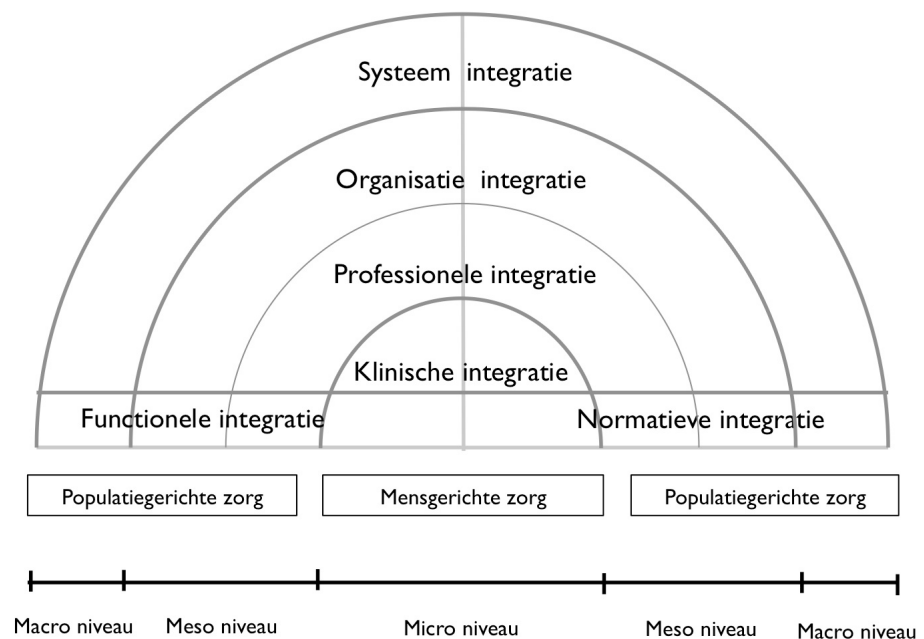 Systeem integratie
Organisatie integratie
Professionele integratie
Klinische integratie
Functionele integratie
Normatieve integratie
Populatiegerichte zorg
Mensgerichte zorg
Populatiegerichte zorg
Macro niveau
Meso niveau
Micro niveau
Meso niveau
Macro niveau